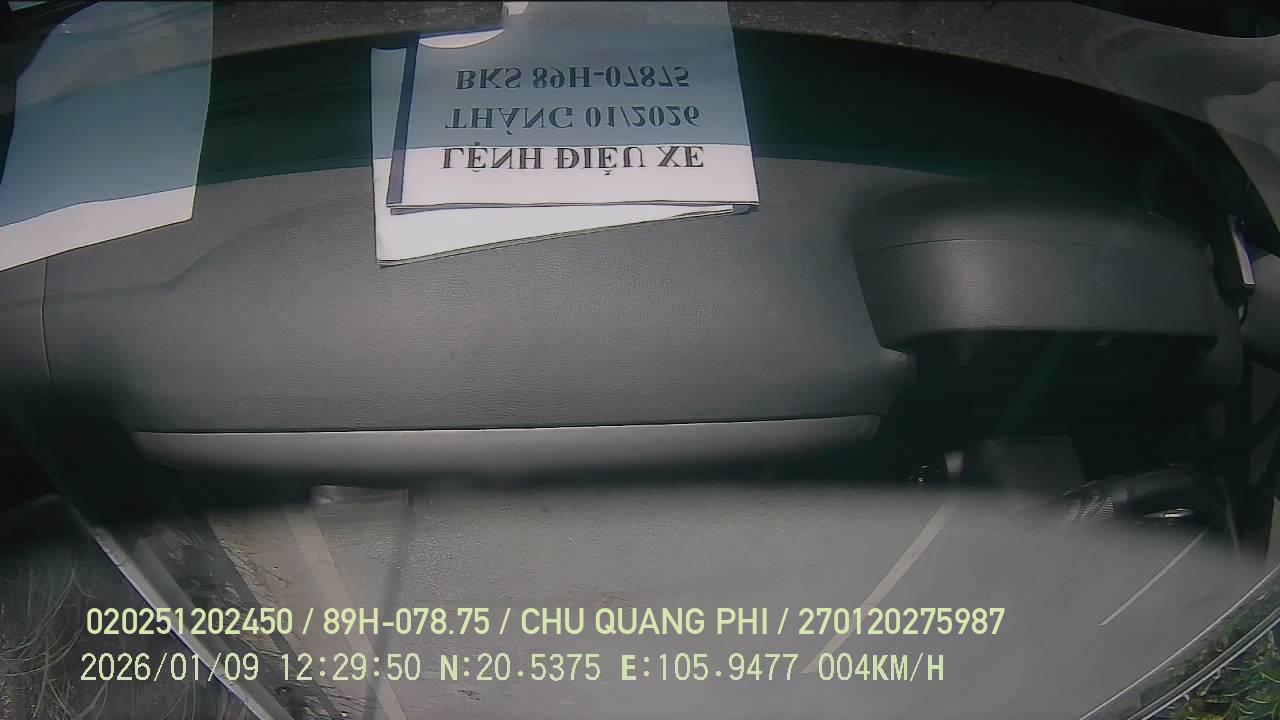 LỆNH ĐIỀU XE
THÁNG 01/2026
BKS 89H-07875
020251202450 / 89H-078.75 / CHU QUANG PHI / 270120275987
2026/01/09 12:29:50 N:20.5375 E:105.9477 004KM/H